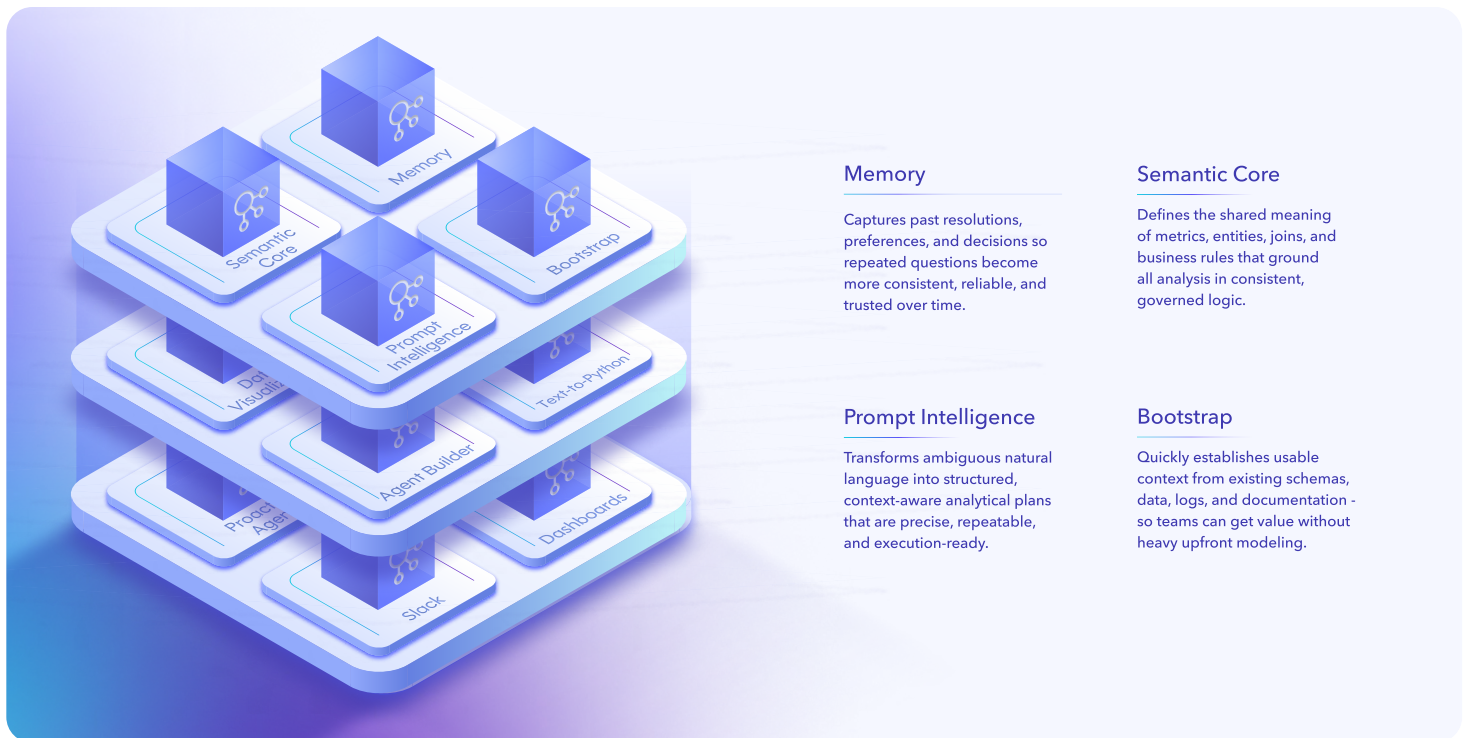 Memory
Semantic
Core
Bootstrap
Prompt
Intelligence
Text-to-Python
Agent Builder
Dashboards
Slack
Memory
Captures past resolutions,
preferences, and decisions so
repeated questions become
more consistent, reliable, and
trusted over time.
Semantic Core
Defines the shared meaning
of metrics, entities, joins, and
business rules that ground
all analysis in consistent,
governed logic.
Prompt Intelligence
Transforms ambiguous natural
language into structured,
context-aware analytical plans
that are precise, repeatable,
and execution-ready.
Bootstrap
Quickly establishes usable
context from existing schemas,
data, logs, and documentation -
so teams can get value without
heavy upfront modeling.